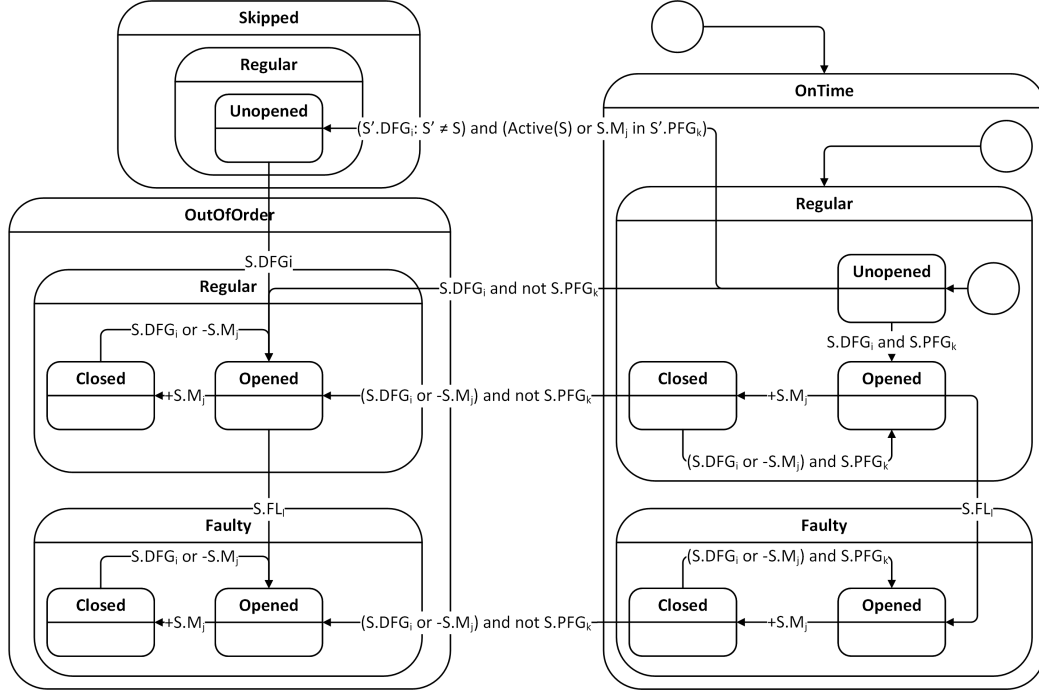 Skipped
Regular
Unopened
OnTime
(S'.DFGᵢ: S' ≠ S) and (Active(S) or S.Mⱼ in S'.PFGₖ)
Regular
Unopened
S.DFGᵢ and S.PFGₖ
Closed
+S.Mⱼ
Opened
(S.DFGᵢ or -S.Mⱼ) and S.PFGₖ
S.FLₗ
Faulty
(S.DFGᵢ or -S.Mⱼ) and S.PFGₖ
Closed
+S.Mⱼ
Opened
OutOfOrder
S.DFGi
Regular
S.DFGᵢ and not S.PFGₖ
S.DFGᵢ or -S.Mⱼ
Closed
+S.Mⱼ
Opened
(S.DFGᵢ or -S.Mⱼ) and not S.PFGₖ
S.FLₗ
Faulty
S.DFGᵢ or -S.Mⱼ
Closed
+S.Mⱼ
Opened
(S.DFGᵢ or -S.Mⱼ) and not S.PFGₖ